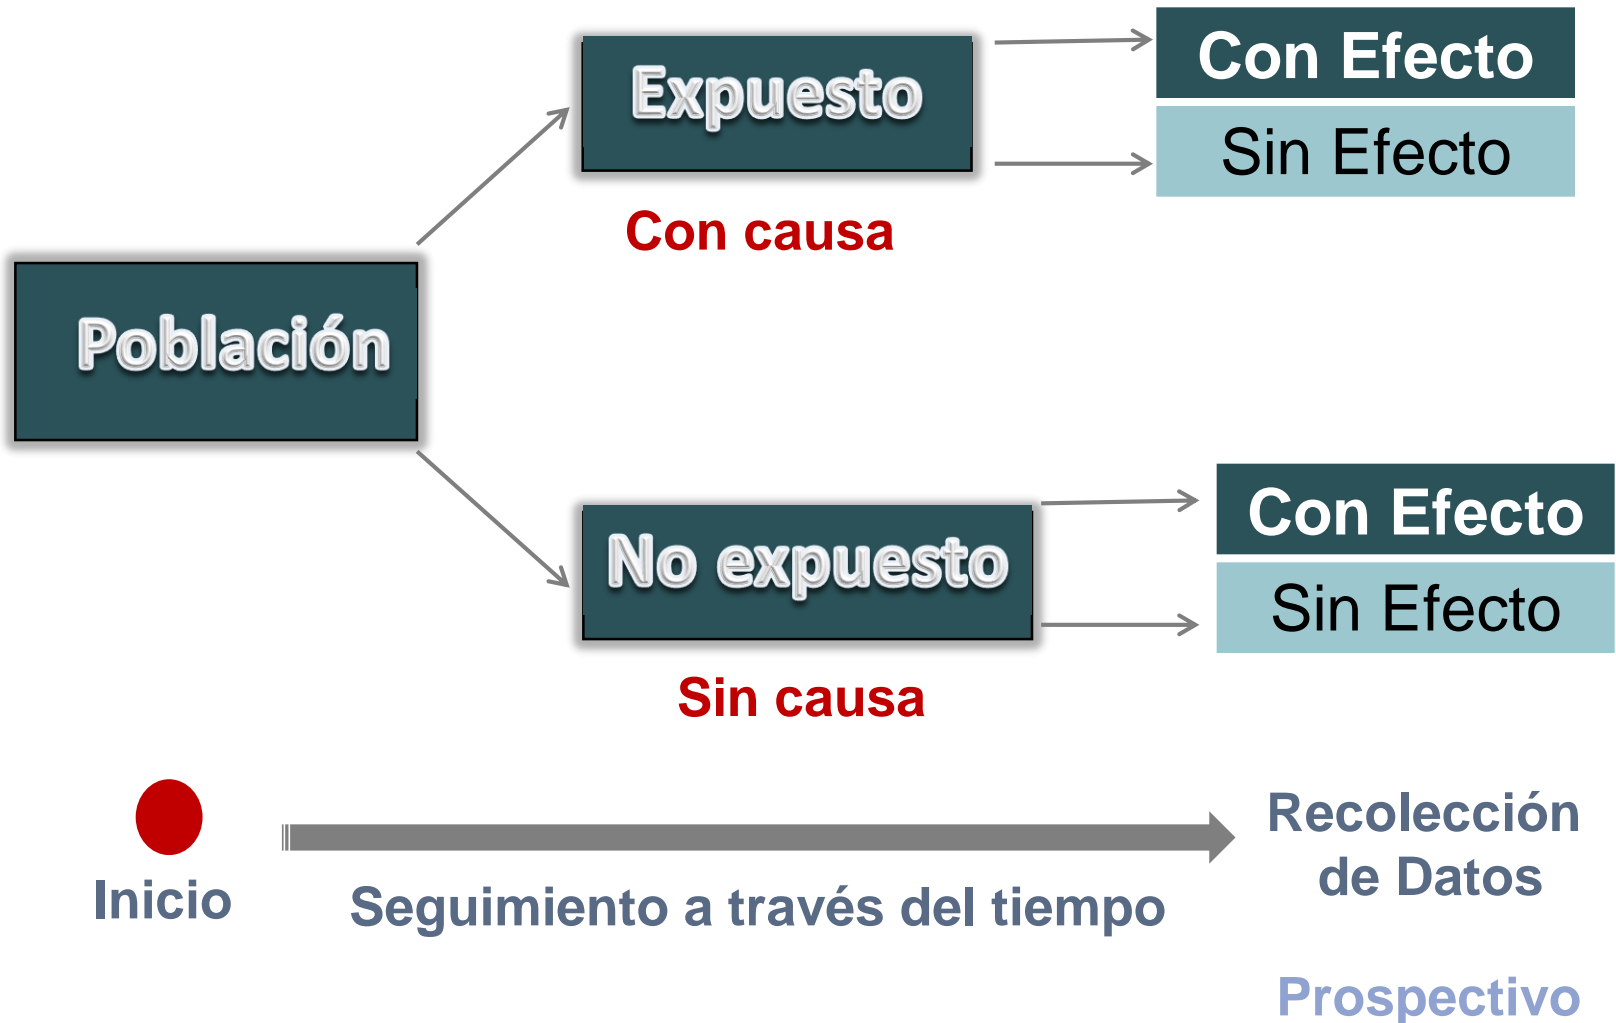 Expuesto
Con Efecto
Sin Efecto
Con causa
Población
No expuesto
Con Efecto
Sin Efecto
Sin causa
Inicio
Seguimiento a través del tiempo
Recolección
de Datos
Prospectivo